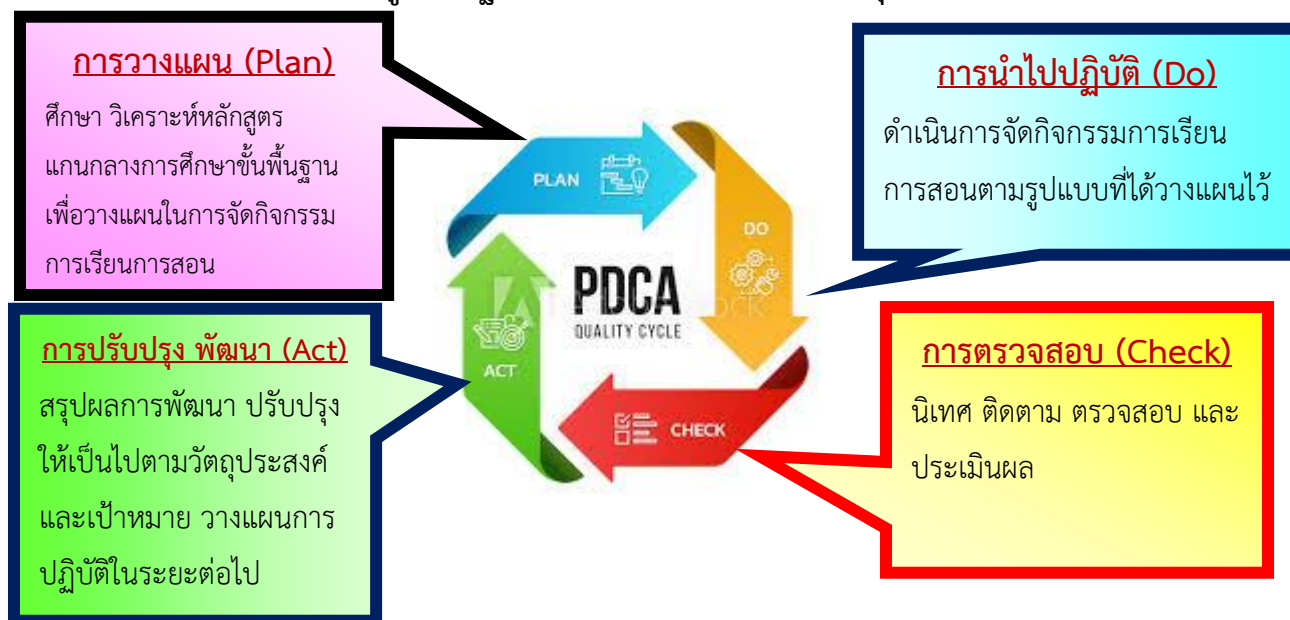 การวางแผน (Plan)
ศึกษา วิเคราะห์หลักสูตร
แกนกลางการศึกษาขั้นพื้นฐาน
เพื่อวางแผนในการจัดกิจกรรม
การเรียนการสอน
การนำไปปฏิบัติ (Do)
ดำเนินการจัดกิจกรรมการเรียน
การสอนตามรูปแบบที่ได้วางแผนไว้
PLAN
DO
PDCA
QUALITY CYCLE
ACT
CHECK
การปรับปรุง พัฒนา (Act)
สรุปผลการพัฒนา ปรับปรุง
ให้เป็นไปตามวัตถุประสงค์
และเป้าหมาย วางแผนการ
ปฏิบัติในระยะต่อไป
การตรวจสอบ (Check)
นิเทศ ติดตาม ตรวจสอบ และ
ประเมินผล